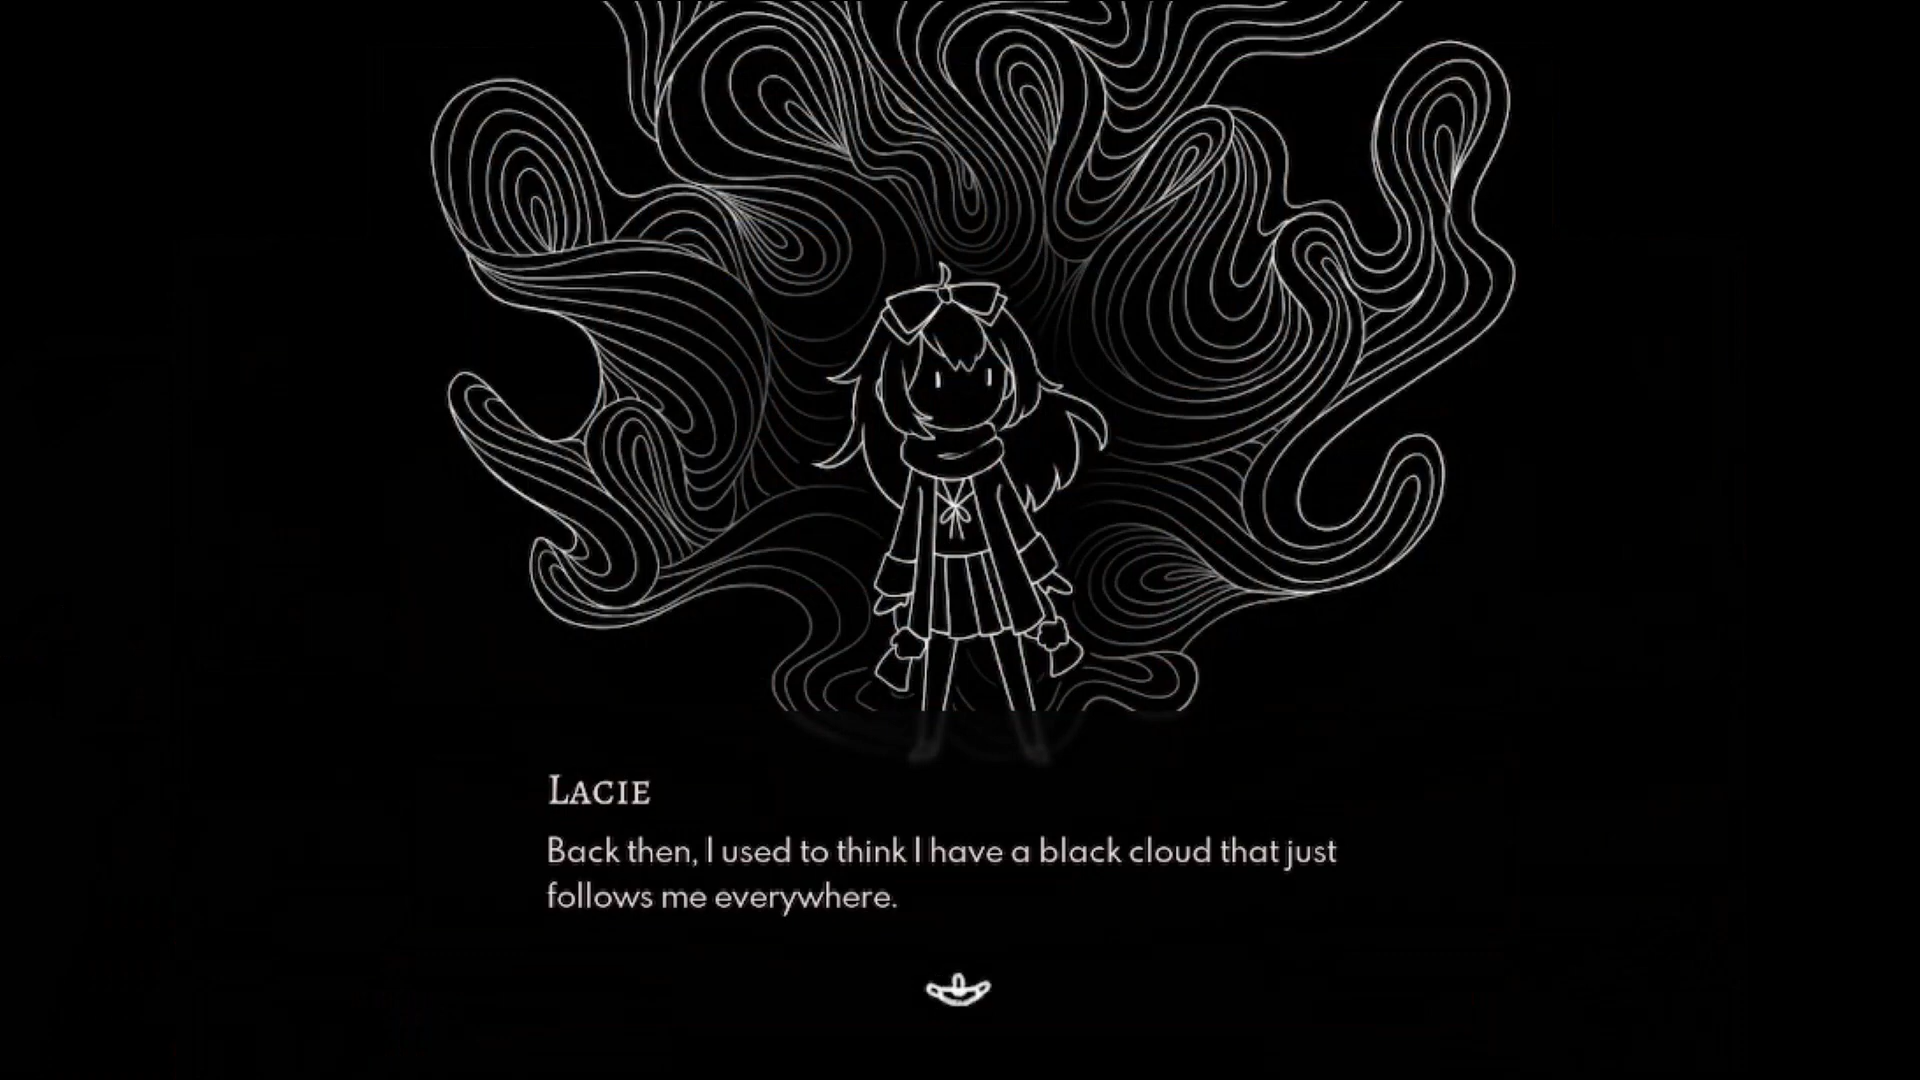 Lacie
Back then, I used to think I have a black cloud that just
follows me everywhere.